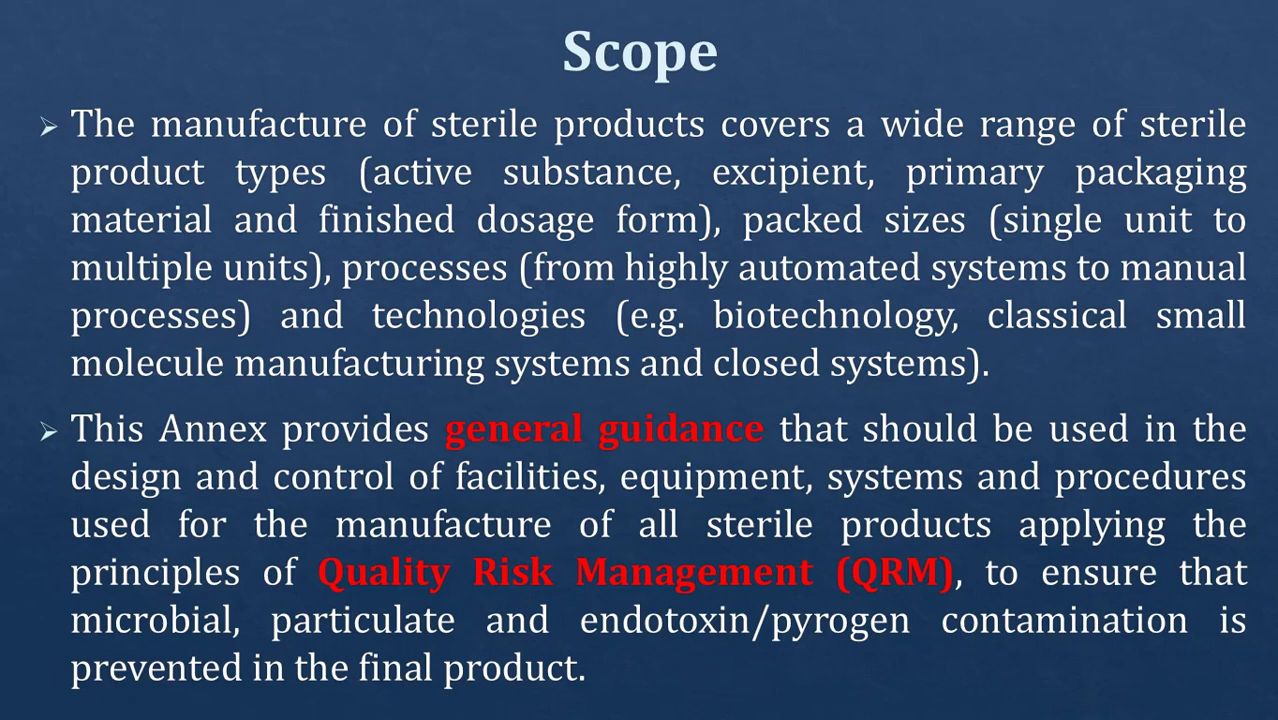 Scope
The manufacture of sterile products covers a wide range of sterile
product types (active substance, excipient, primary packaging
material and finished dosage form), packed sizes (single unit to
multiple units), processes (from highly automated systems to manual
processes) and technologies (e.g. biotechnology, classical small
molecule manufacturing systems and closed systems).
This Annex provides general guidance that should be used in the
design and control of facilities, equipment, systems and procedures
used for the manufacture of all sterile products applying the
principles of Quality Risk Management (QRM), to ensure that
microbial, particulate and endotoxin/pyrogen contamination is
prevented in the final product.